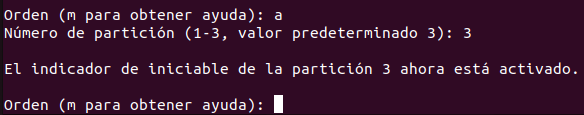 Orden (m para obtener ayuda): a
Número de partición (1-3, valor predeterminado 3): 3
El indicador de iniciable de la partición 3 ahora está activado.
Orden (m para obtener ayuda):